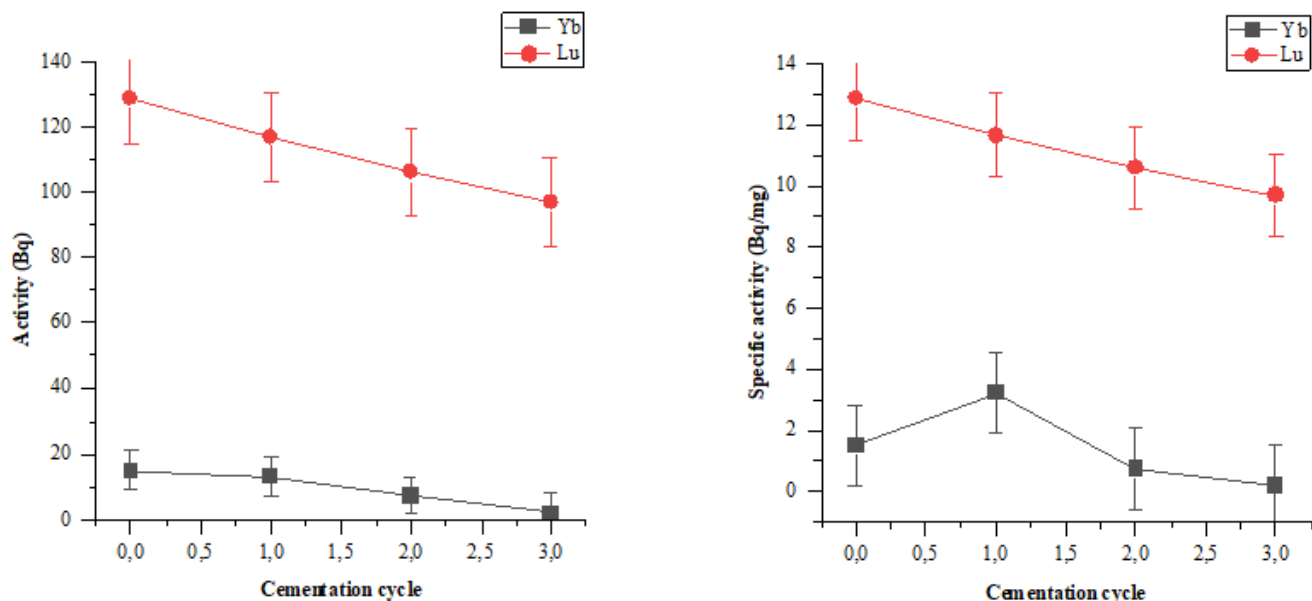 Yb
Lu
140
120
100
80
60
40
20
0
Activity (Bq)
0,0 0,5 1,0 1,5 2,0 2,5 3,0
Cementation cycle
Yb
Lu
14
12
10
8
6
4
2
0
Specific activity (Bq/mg)
0,0 0,5 1,0 1,5 2,0 2,5 3,0
Cementation cycle